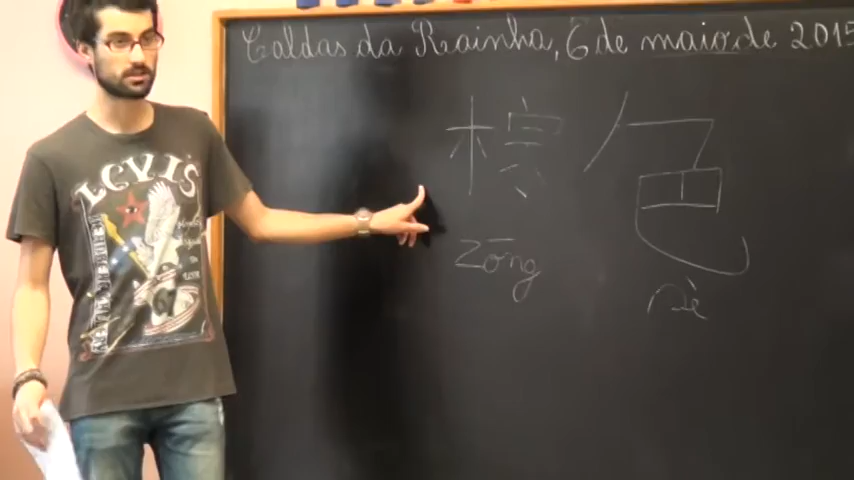 Caldas da Rainha, 6 de maio de 2015
棕 色
zōng sè
LEVI'S